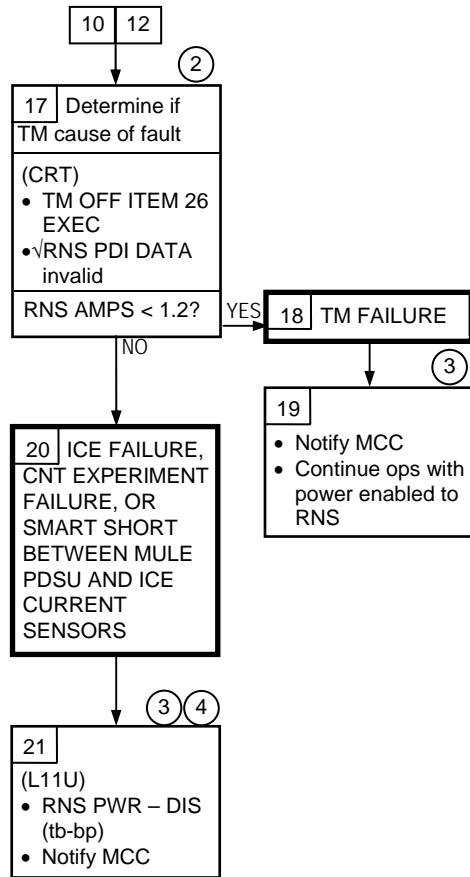 10 12
2
17 Determine if
TM cause of fault
(CRT)
• TM OFF ITEM 26
EXEC
•√RNS PDI DATA
invalid
RNS AMPS < 1.2?
YES
NO
18 TM FAILURE
3
19
• Notify MCC
• Continue ops with
power enabled to
RNS
20 ICE FAILURE,
CNT EXPERIMENT
FAILURE, OR
SMART SHORT
BETWEEN MULE
PDSU AND ICE
CURRENT
SENSORS
3 4
21
(L11U)
• RNS PWR – DIS
(tb-bp)
• Notify MCC